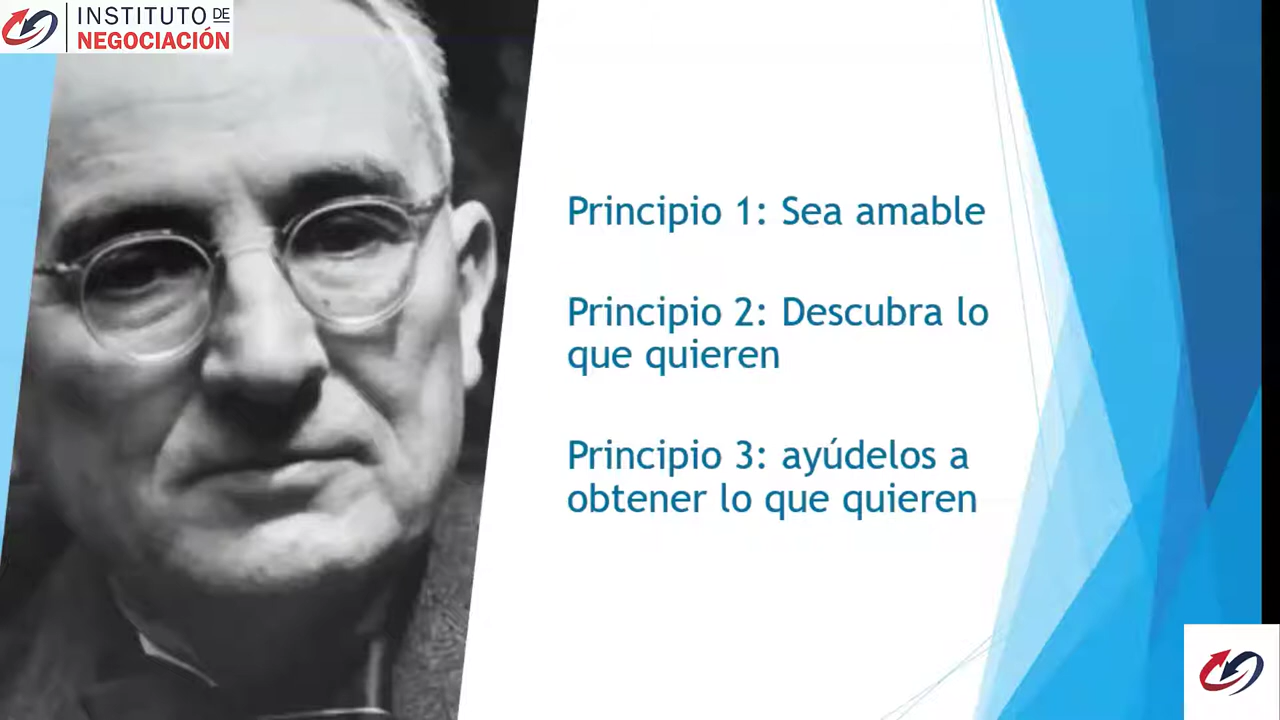 INSTITUTO DE
NEGOCIACIÓN
Principio 1: Sea amable
Principio 2: Descubra lo
que quieren
Principio 3: ayúdelos a
obtener lo que quieren